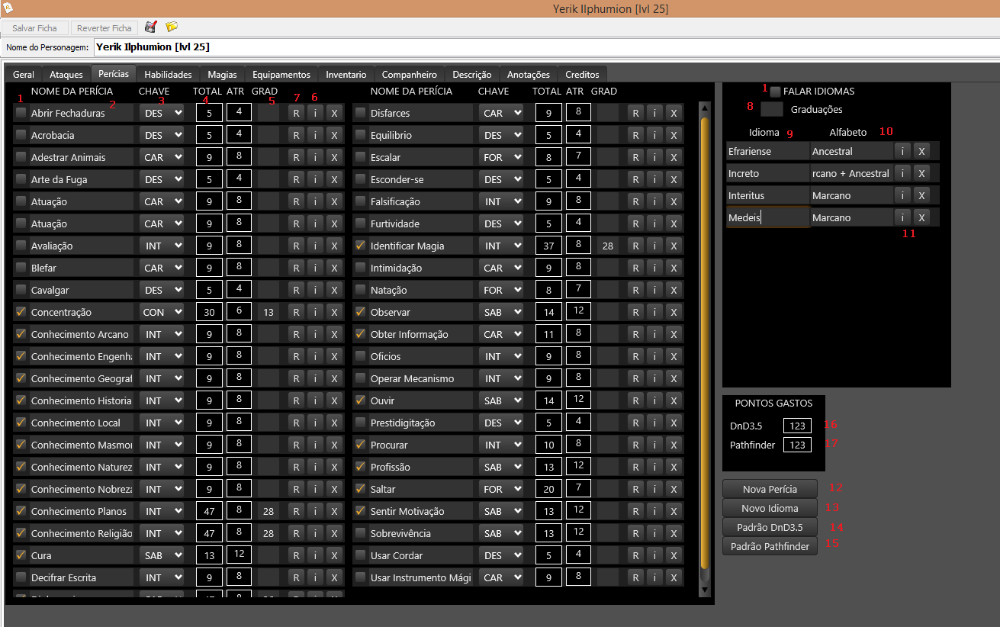 Yerik Ilphumion [lvl 25]
Salvar Ficha Reverter Ficha
Nome do Personagem: Yerik Ilphumion [lvl 25]
Geral Ataques Perícias Habilidades Magias Equipamentos Inventario Companheiro Descrição Anotações Creditos
NOME DA PERÍCIA CHAVE TOTAL ATR GRAD
1 2 3 4 5 7 6
Abrir Fechaduras DES 5 4 R i X
Acrobacia DES 5 4 R i X
Adestrar Animais CAR 9 8 R i X
Arte da Fuga DES 5 4 R i X
Atuação CAR 9 8 R i X
Atuação CAR 9 8 R i X
Avaliação INT 9 8 R i X
Blefar CAR 9 8 R i X
Cavalgar DES 5 4 R i X
Concentração CON 30 6 13 R i X
Conhecimento Arcano INT 9 8 R i X
Conhecimento Engenha INT 9 8 R i X
Conhecimento Geograf INT 9 8 R i X
Conhecimento Historia INT 9 8 R i X
Conhecimento Local INT 9 8 R i X
Conhecimento Masmor INT 9 8 R i X
Conhecimento Naturez INT 9 8 R i X
Conhecimento Nobreza INT 9 8 R i X
Conhecimento Planos INT 47 8 28 R i X
Conhecimento Religião INT 47 8 28 R i X
Cura SAB 13 12 R i X
Decifrar Escrita INT 9 8 R i X
NOME DA PERÍCIA CHAVE TOTAL ATR GRAD
Disfarces CAR 9 8 R i X
Equilibrio DES 5 4 R i X
Escalar FOR 8 7 R i X
Esconder-se DES 5 4 R i X
Falsificação INT 9 8 R i X
Furtividade DES 5 4 R i X
Identificar Magia INT 37 8 28 R i X
Intimidação CAR 9 8 R i X
Natação FOR 8 7 R i X
Observar SAB 14 12 R i X
Obter Informação CAR 11 8 R i X
Ofícios INT 9 8 R i X
Operar Mecanismo INT 9 8 R i X
Ouvir SAB 14 12 R i X
Prestidigitação DES 5 4 R i X
Procurar INT 10 8 R i X
Profissão SAB 13 12 R i X
Saltar FOR 20 7 R i X
Sentir Motivação SAB 13 12 R i X
Sobrevivência SAB 13 12 R i X
Usar Cordar DES 5 4 R i X
Usar Instrumento Mági CAR 9 8 R i X
1 FALAR IDIOMAS
8 Graduações
Idioma 9 Alfabeto 10
Efrariense Ancestral i X
Increto rcano + Ancestral i X
Interitus Marcano i X
Medeis Marcano i X
11
PONTOS GASTOS
DnD3.5 123 16
Pathfinder 123 17
Nova Perícia 12
Novo Idioma 13
Padrão DnD3.5 14
Padrão Pathfinder 15